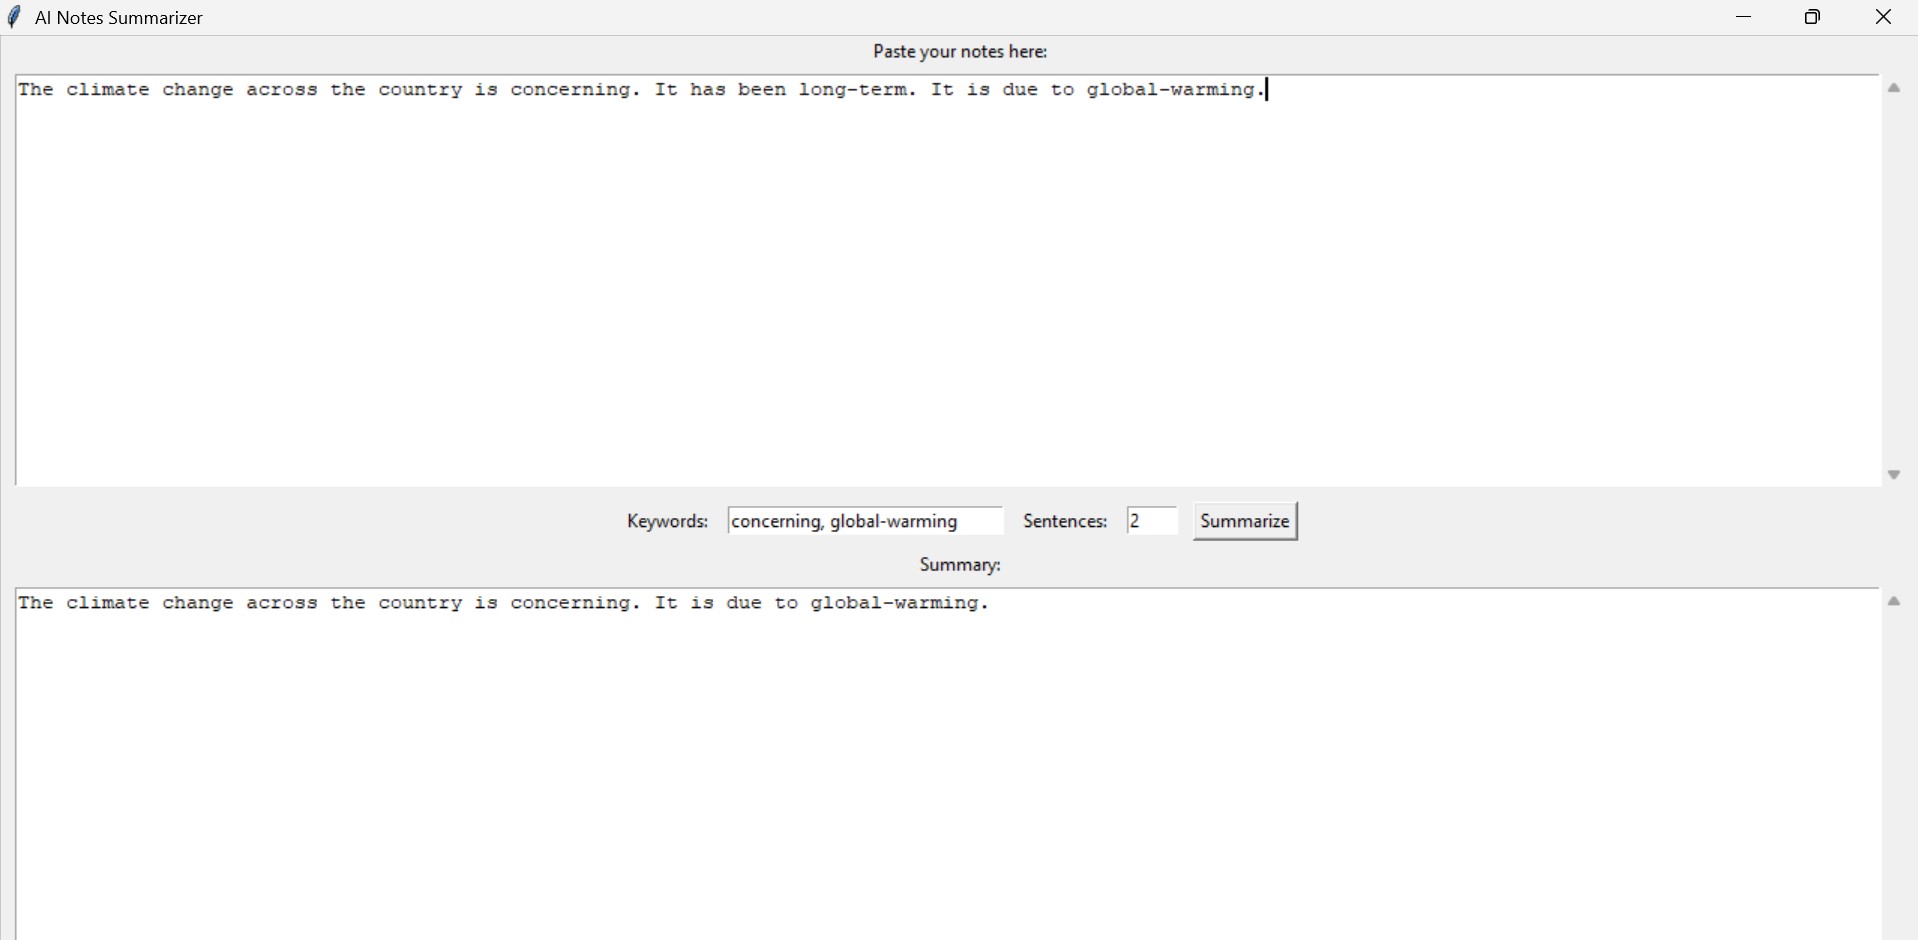 AI Notes Summarizer
Paste your notes here:
The climate change across the country is concerning. It has been long-term. It is due to global-warming.
Keywords: concerning, global-warming Sentences: 2 Summarize
Summary:
The climate change across the country is concerning. It is due to global-warming.